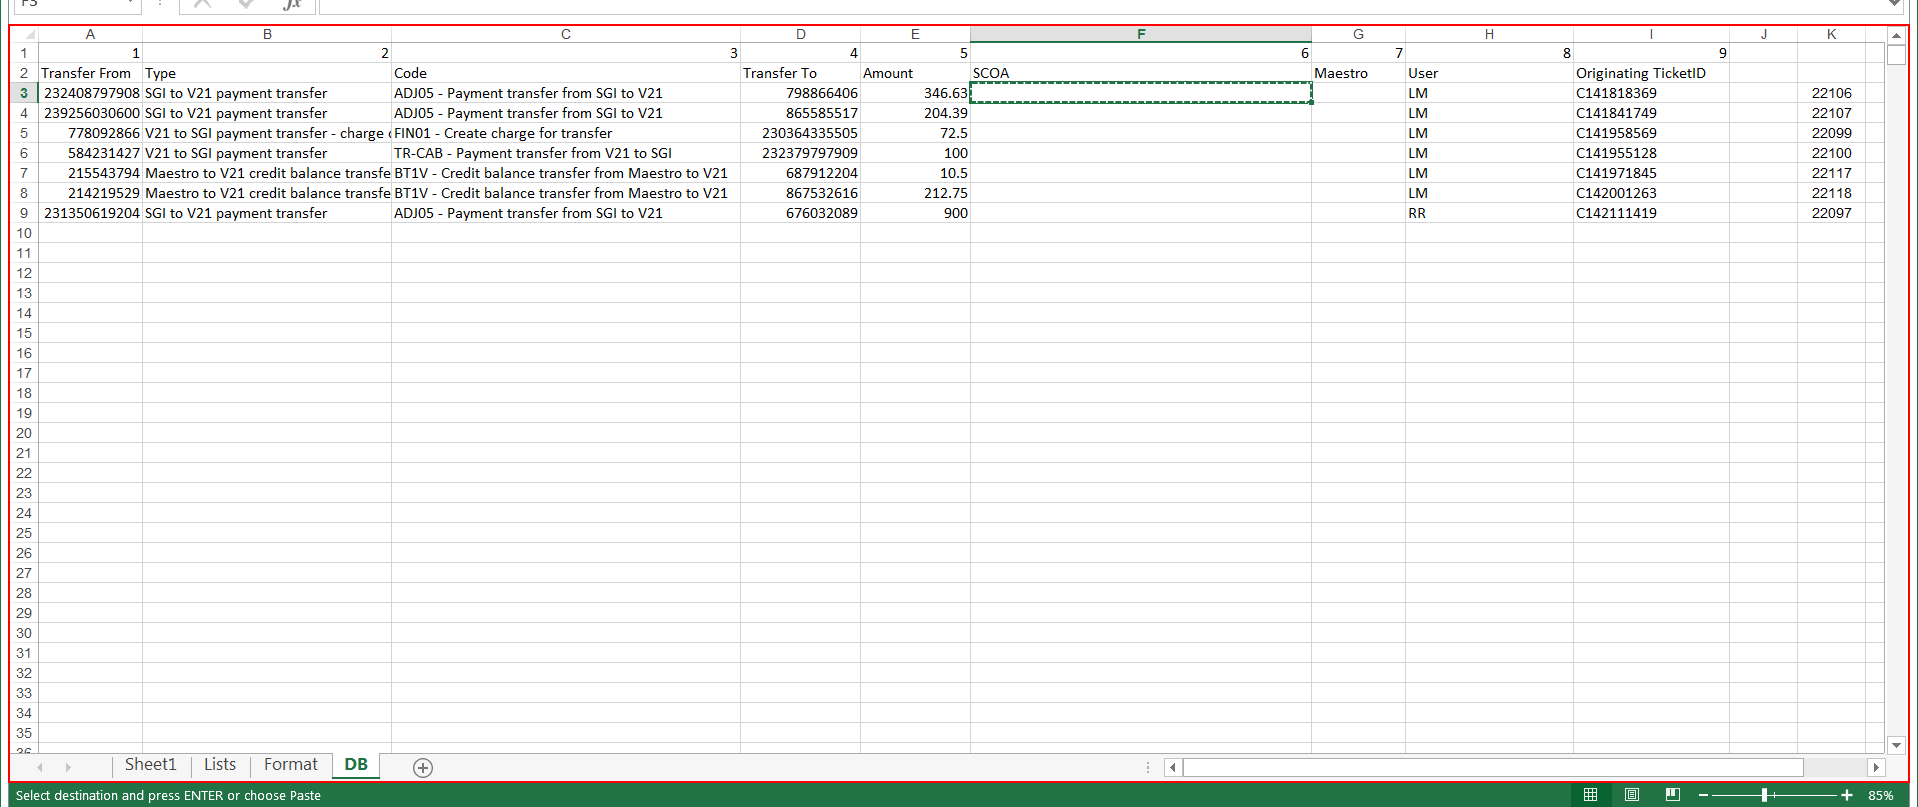 F3 fx
A B C D E F G H I J K
1 1 2 3 4 5 6 7 8 9
2 Transfer From Type Code Transfer To Amount SCOA Maestro User Originating TicketID
3 232408797908 SGI to V21 payment transfer ADJ05 - Payment transfer from SGI to V21 798866406 346.63 LM C141818369 22106
4 239256030600 SGI to V21 payment transfer ADJ05 - Payment transfer from SGI to V21 865585517 204.39 LM C141841749 22107
5 778092866 V21 to SGI payment transfer - charge FIN01 - Create charge for transfer 230364335505 72.5 LM C141958569 22099
6 584231427 V21 to SGI payment transfer TR-CAB - Payment transfer from V21 to SGI 232379797909 100 LM C141955128 22100
7 215543794 Maestro to V21 credit balance transfe BT1V - Credit balance transfer from Maestro to V21 687912204 10.5 LM C141971845 22117
8 214219529 Maestro to V21 credit balance transfe BT1V - Credit balance transfer from Maestro to V21 867532616 212.75 LM C142001263 22118
9 231350619204 SGI to V21 payment transfer ADJ05 - Payment transfer from SGI to V21 676032089 900 RR C142111419 22097
10
11
12
13
14
15
16
17
18
19
20
21
22
23
24
25
26
27
28
29
30
31
32
33
34
35
36
Sheet1 Lists Format DB
Select destination and press ENTER or choose Paste 85%